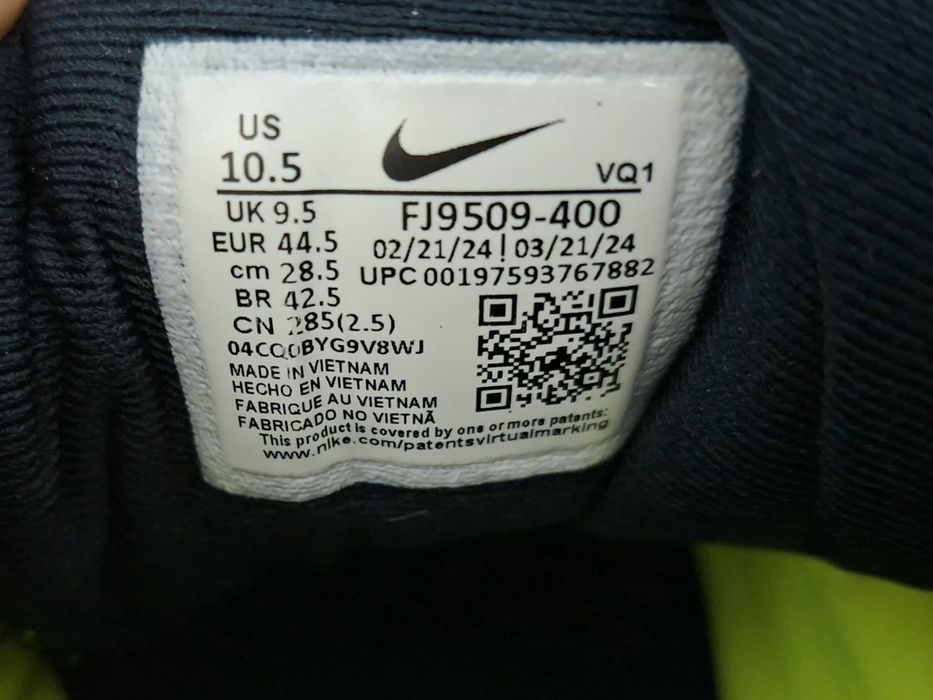 US
10.5
VQ1
UK 9.5
FJ9509-400
EUR 44.5
02/21/24 | 03/21/24
cm 28.5
UPC 00197593767882
BR 42.5
CN 285(2.5)
04CQ0BYG9V8WJ
MADE IN VIETNAM
HECHO EN VIETNAM
FABRIQUE AU VIETNAM
FABRICADO NO VIETNÃ
This product is covered by one or more patents:
www.nike.com/patentsvirtualmarking